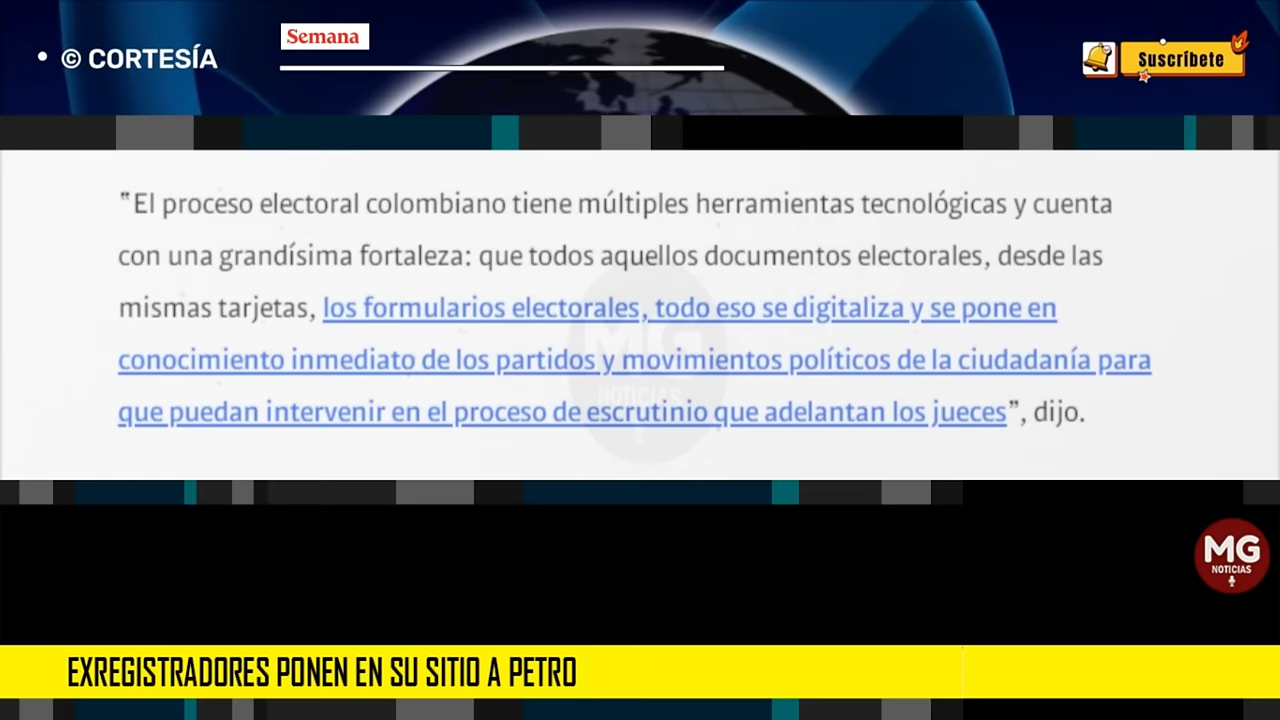 © CORTESÍA
Semana
Suscríbete
“El proceso electoral colombiano tiene múltiples herramientas tecnológicas y cuenta
con una grandísima fortaleza: que todos aquellos documentos electorales, desde las
mismas tarjetas, los formularios electorales, todo eso se digitaliza y se pone en
conocimiento inmediato de los partidos y movimientos políticos de la ciudadanía para
que puedan intervenir en el proceso de escrutinio que adelantan los jueces”, dijo.
MG
NOTICIAS
MG
NOTICIAS
EXREGISTRADORES PONEN EN SU SITIO A PETRO